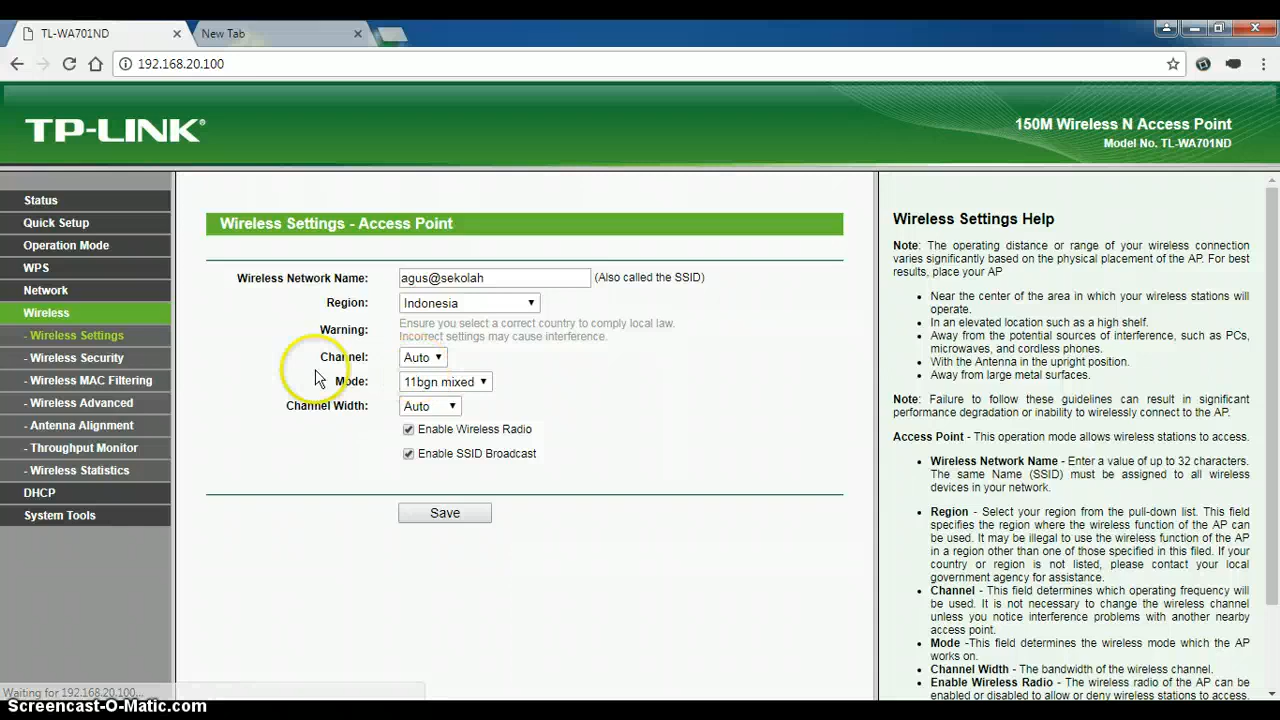 TL-WA701ND
New Tab
192.168.20.100
TP-LINK®
150M Wireless N Access Point
Model No. TL-WA701ND
Status
Quick Setup
Operation Mode
WPS
Network
Wireless
- Wireless Settings
- Wireless Security
- Wireless MAC Filtering
- Wireless Advanced
- Antenna Alignment
- Throughput Monitor
- Wireless Statistics
DHCP
System Tools
Wireless Settings - Access Point
Wireless Network Name: agus@sekolah (Also called the SSID)
Region: Indonesia
Warning: Ensure you select a correct country to comply local law.
Incorrect settings may cause interference.
Channel: Auto
Mode: 11bgn mixed
Channel Width: Auto
Enable Wireless Radio
Enable SSID Broadcast
Save
Wireless Settings Help
Note: The operating distance or range of your wireless connection
varies significantly based on the physical placement of the AP. For best
results, place your AP
• Near the center of the area in which your wireless stations will
operate.
• In an elevated location such as a high shelf.
• Away from the potential sources of interference, such as PCs,
microwaves, and cordless phones.
• With the Antenna in the upright position.
• Away from large metal surfaces.
Note: Failure to follow these guidelines can result in significant
performance degradation or inability to wirelessly connect to the AP.
Access Point - This operation mode allows wireless stations to access.
• Wireless Network Name - Enter a value of up to 32 characters.
The same Name (SSID) must be assigned to all wireless
devices in your network.
• Region - Select your region from the pull-down list. This field
specifies the region where the wireless function of the AP can
be used. It may be illegal to use the wireless function of the AP
in a region other than one of those specified in this filed. If your
country or region is not listed, please contact your local
government agency for assistance.
• Channel - This field determines which operating frequency will
be used. It is not necessary to change the wireless channel
unless you notice interference problems with another nearby
access point.
• Mode -This field determines the wireless mode which the AP
works on.
• Channel Width - The bandwidth of the wireless channel.
• Enable Wireless Radio - The wireless radio of the AP can be
enabled or disabled to allow or deny wireless stations to access.
Waiting for 192.168.20.100...
Screencast-O-Matic.com